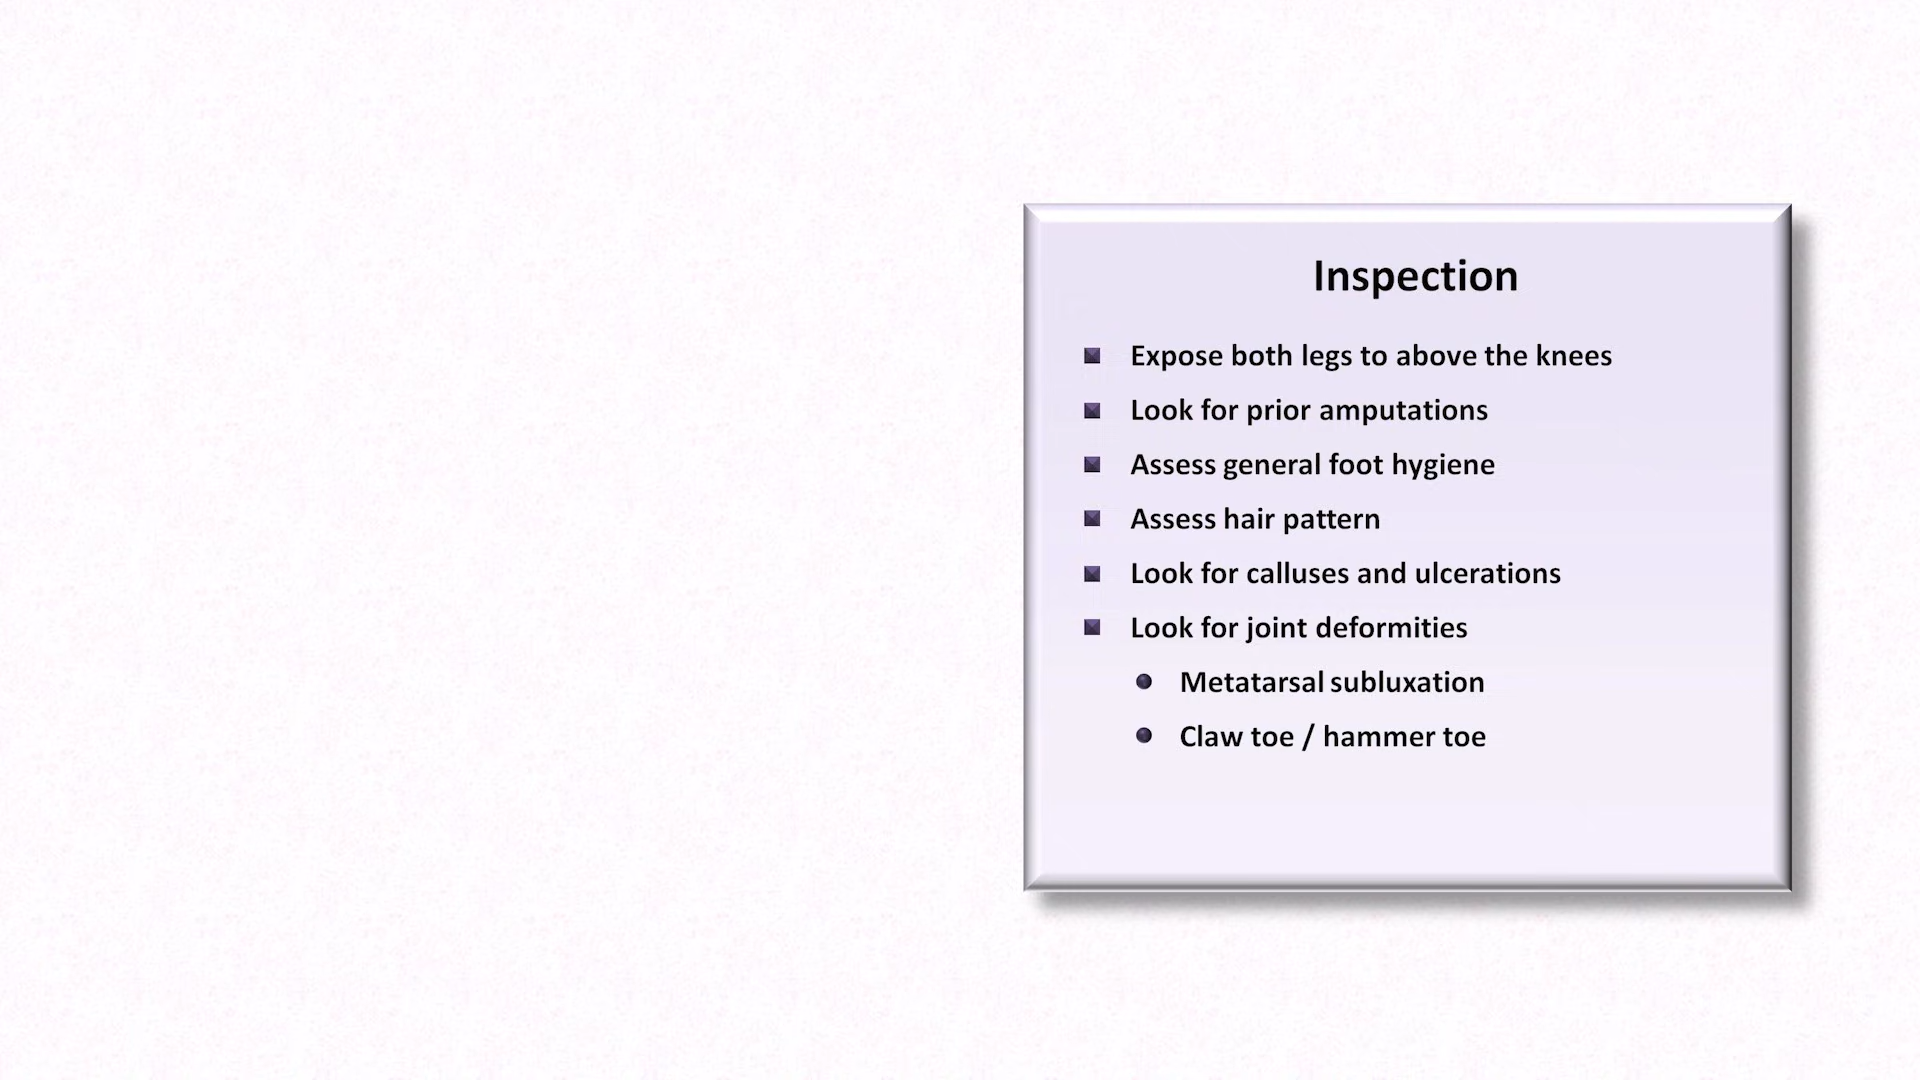 Inspection
Expose both legs to above the knees
Look for prior amputations
Assess general foot hygiene
Assess hair pattern
Look for calluses and ulcerations
Look for joint deformities
Metatarsal subluxation
Claw toe / hammer toe